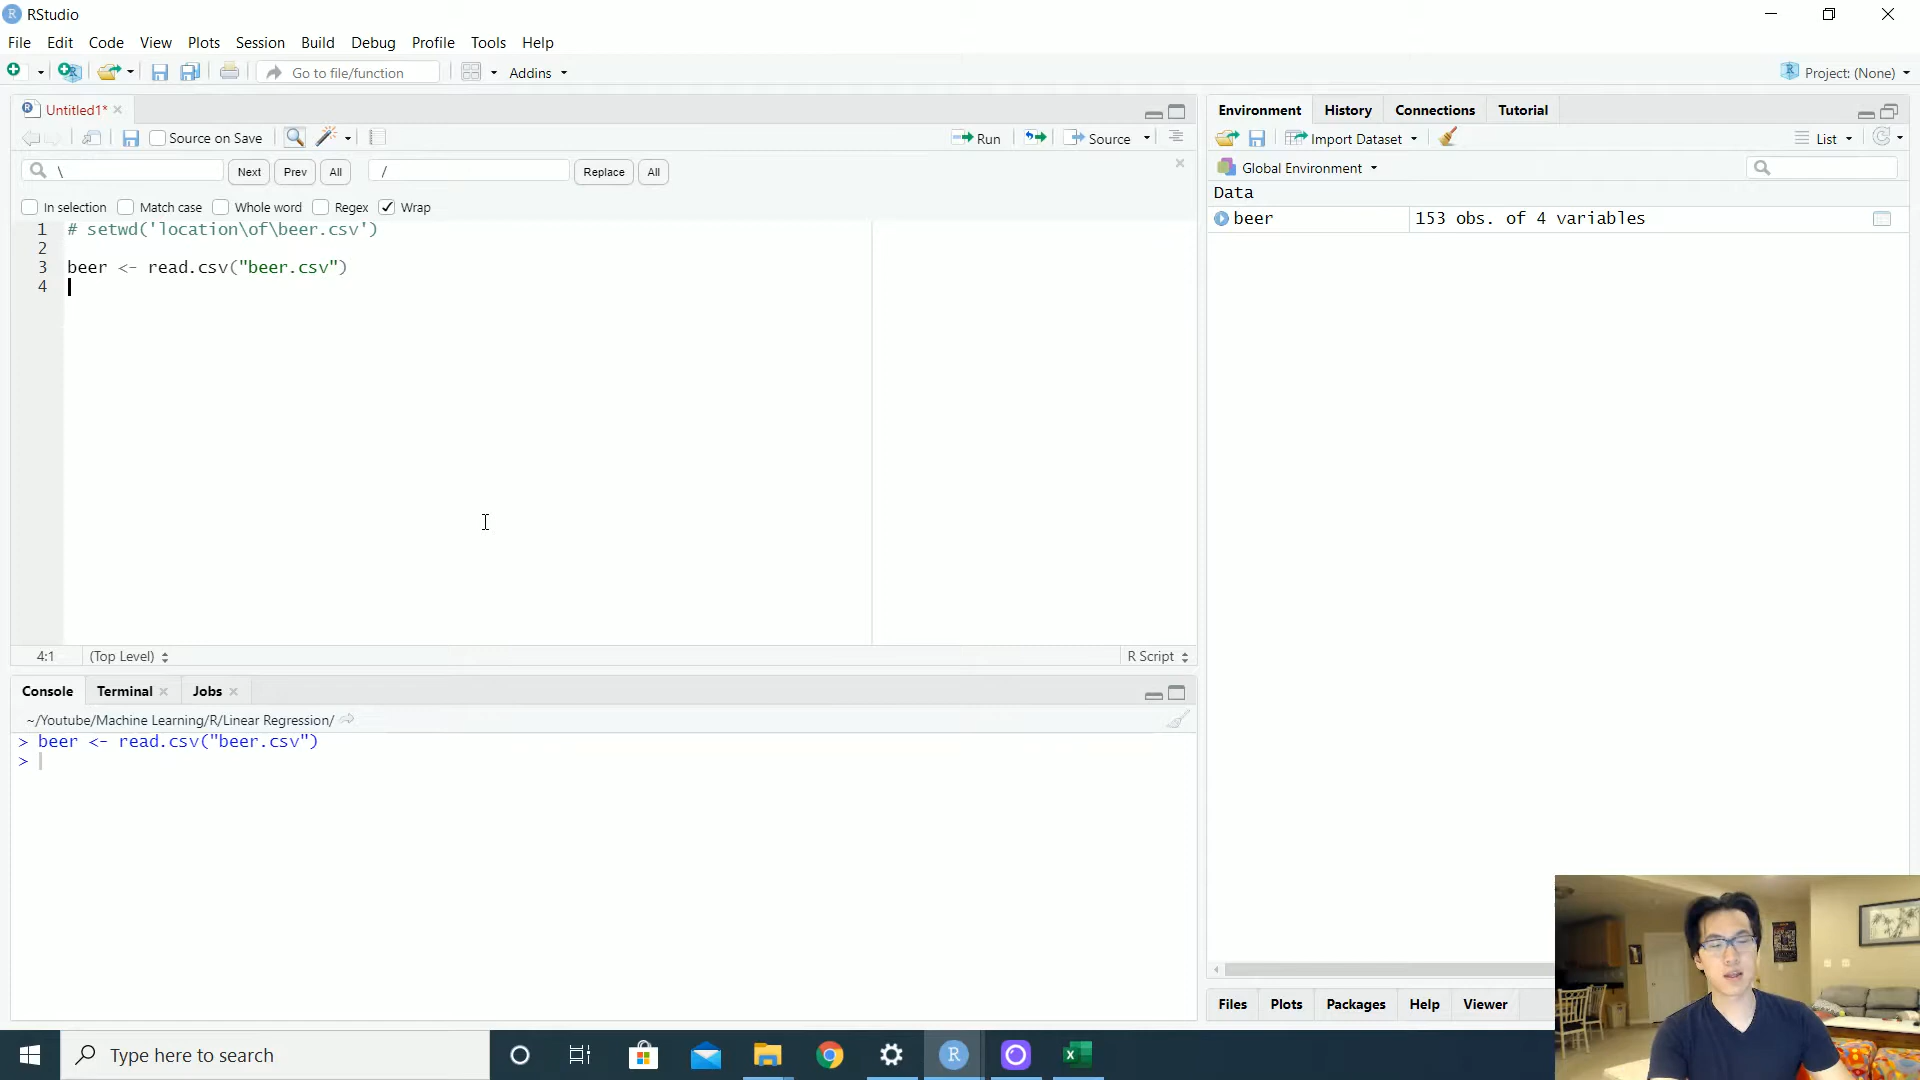 RStudio
File Edit Code View Plots Session Build Debug Profile Tools Help
Go to file/function Addins Project: (None)
Untitled1*
Source on Save Run Source
\ Next Prev All / Replace All
In selection Match case Whole word Regex Wrap
1 # setwd('location\of\beer.csv')
2
3 beer <- read.csv("beer.csv")
4
4:1 (Top Level) R Script
Console Terminal Jobs
~/Youtube/Machine Learning/R/Linear Regression/
> beer <- read.csv("beer.csv")
>
Environment History Connections Tutorial
Import Dataset List
Global Environment
Data
beer 153 obs. of 4 variables
Files Plots Packages Help Viewer
Type here to search